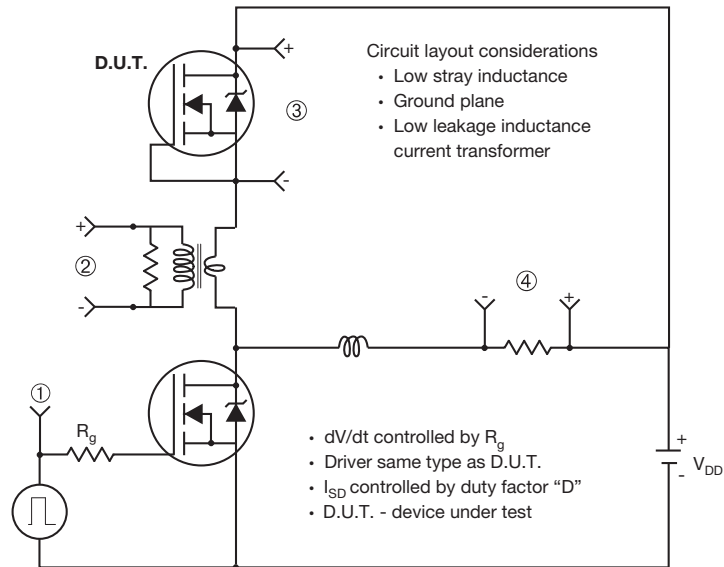 D.U.T.
+
Circuit layout considerations
• Low stray inductance
• Ground plane
• Low leakage inductance
current transformer
③
-
+
②
-
④
- +
①
R_g
• dV/dt controlled by R_g
• Driver same type as D.U.T.
• I_SD controlled by duty factor “D”
• D.U.T. - device under test
+
V_DD
-